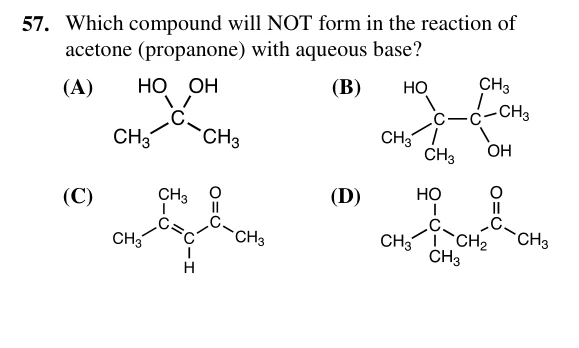 57. Which compound will NOT form in the reaction of
acetone (propanone) with aqueous base?
(A)
HO OH
C
CH3 CH3
(B)
HO CH3
C C CH3
CH3 CH3 OH
(C)
CH3 O
C C
CH3 C CH3
H
(D)
HO O
C C
CH3 CH2 CH3
CH3